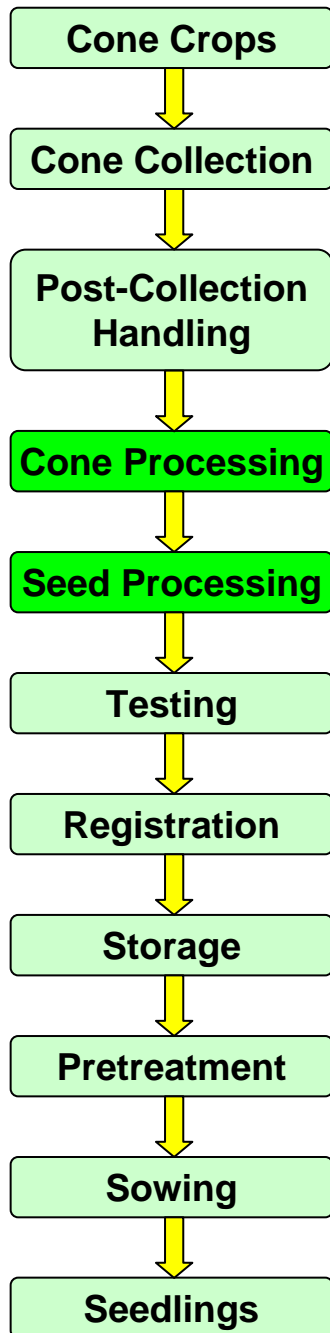 Cone Crops
Cone Collection
Post-Collection
Handling
Cone Processing
Seed Processing
Testing
Registration
Storage
Pretreatment
Sowing
Seedlings